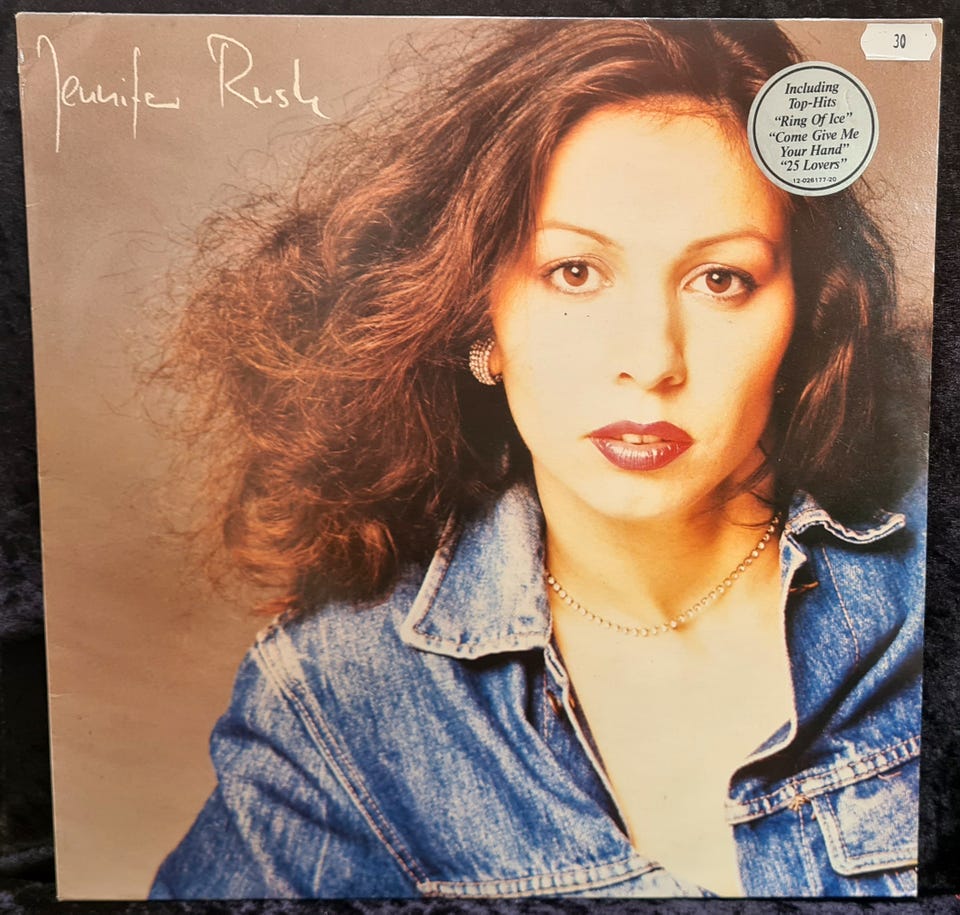 Jennifer Rush
30
Including
Top-Hits
"Ring Of Ice"
"Come Give Me
Your Hand"
"25 Lovers"
12-026177-20